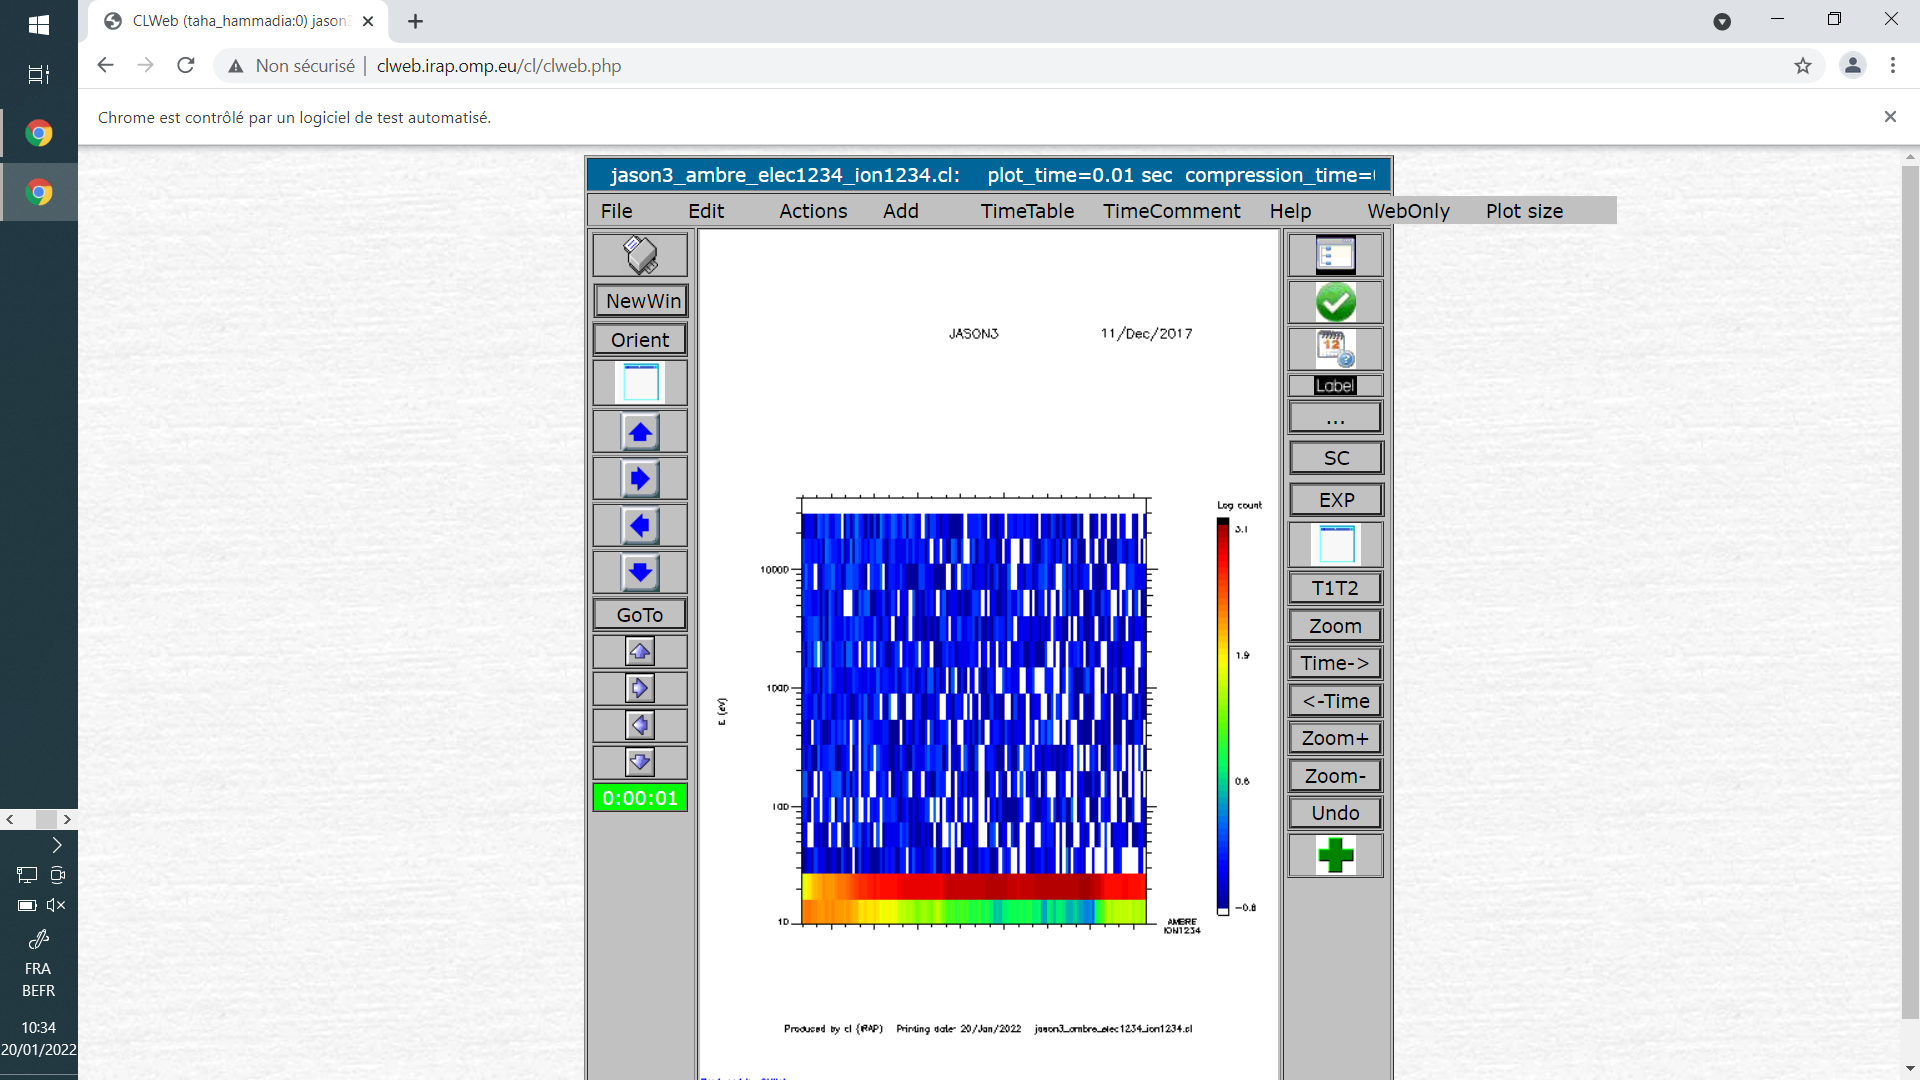 CLWeb (taha_hammadia:0) jason3
Non sécurisé | clweb.irap.omp.eu/cl/clweb.php
Chrome est contrôlé par un logiciel de test automatisé.
jason3_ambre_elec1234_ion1234.cl: plot_time=0.01 sec compression_time=
File Edit Actions Add TimeTable TimeComment Help WebOnly Plot size
NewWin
Orient
GoTo
0:00:01
JASON3 11/Dec/2017
Log count
3.1
1.9
0.6
-0.8
10000
1000
100
10
E (eV)
AMBRE
ION1234
Produced by cl (IRAP) Printing date: 20/Jan/2022 jason3_ambre_elec1234_ion1234.cl
12
Label
...
SC
EXP
T1T2
Zoom
Time->
<-Time
Zoom+
Zoom-
Undo
FRA
BEFR
10:34
20/01/2022